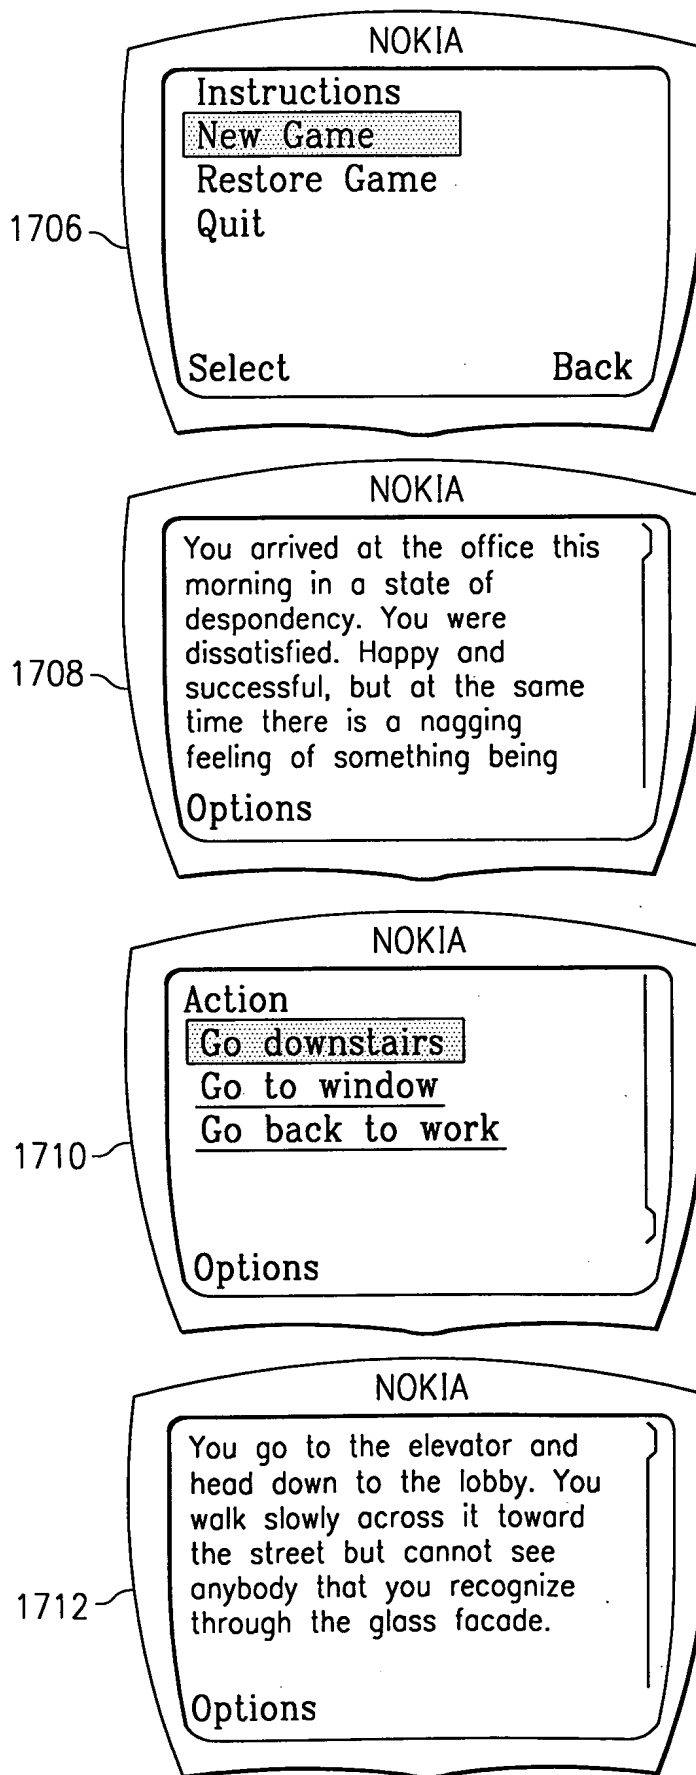 NOKIA
Instructions
New Game
Restore Game
Quit
1706
Select Back
NOKIA
You arrived at the office this
morning in a state of
despondency. You were
dissatisfied. Happy and
successful, but at the same
time there is a nagging
feeling of something being
1708
Options
NOKIA
Action
Go downstairs
Go to window
Go back to work
1710
Options
NOKIA
You go to the elevator and
head down to the lobby. You
walk slowly across it toward
the street but cannot see
anybody that you recognize
through the glass facade.
1712
Options